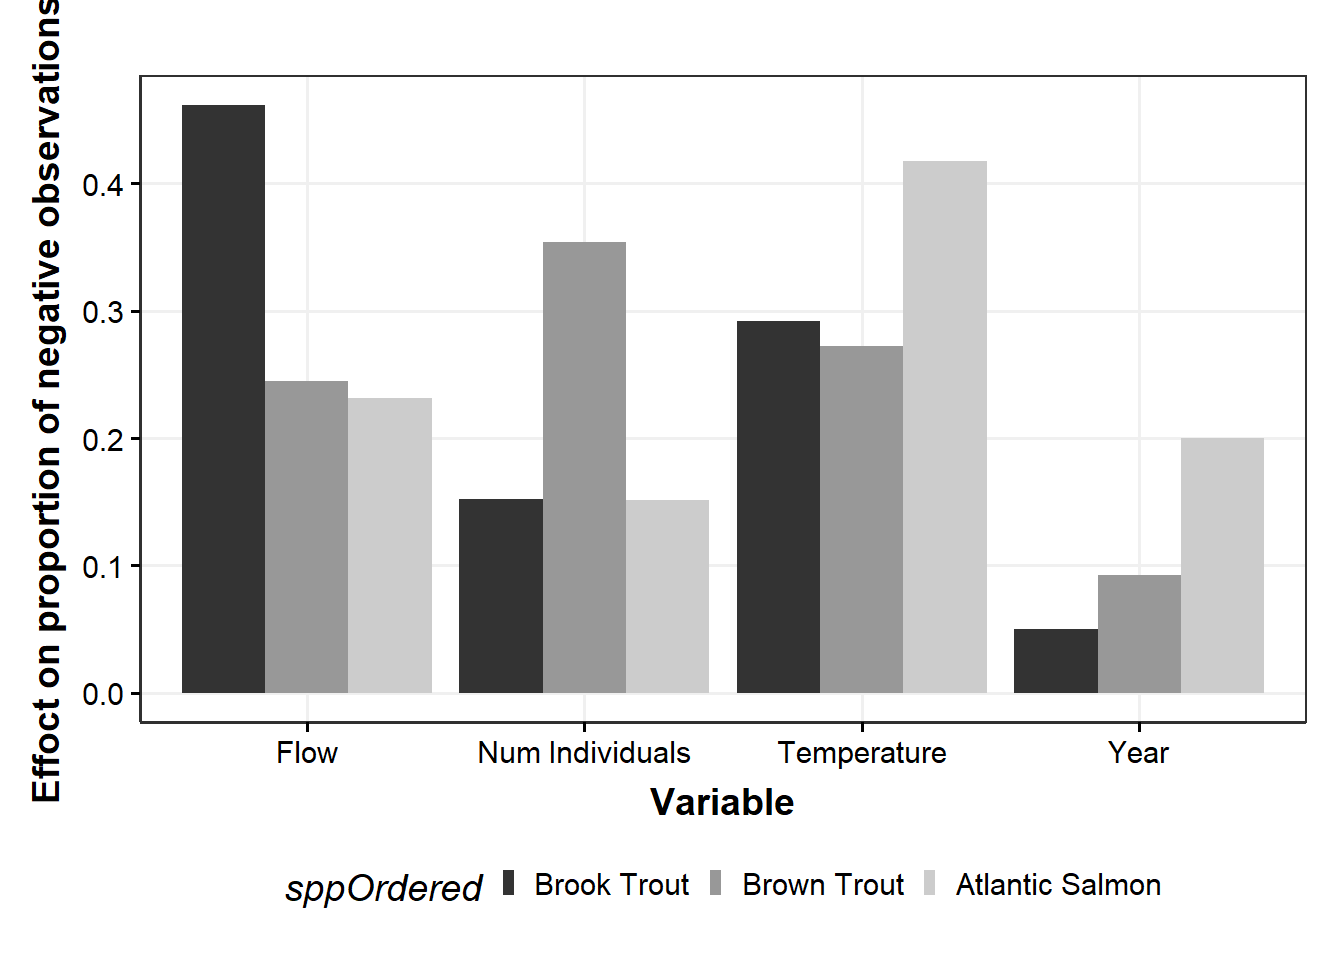 Effoct on proportion of negative observations
0.4
0.3
0.2
0.1
0.0
Flow Num Individuals Temperature Year
Variable
sppOrdered Brook Trout Brown Trout Atlantic Salmon